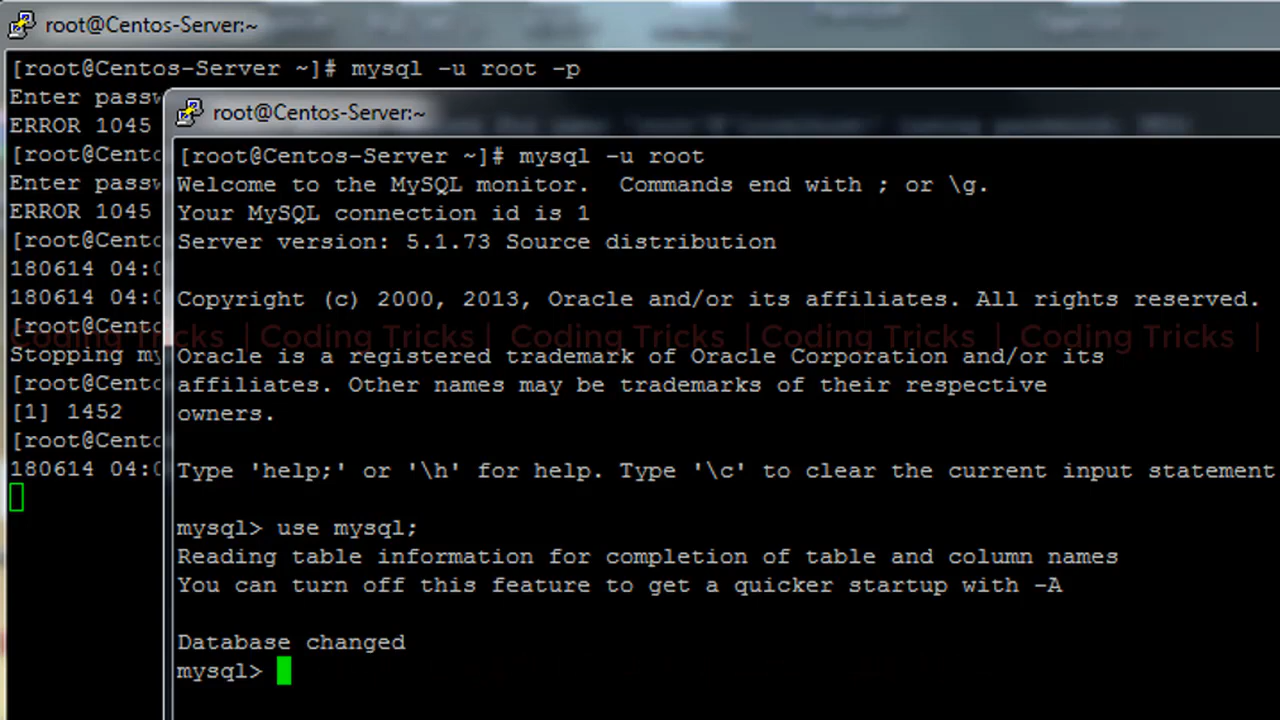 root@Centos-Server:~
[root@Centos-Server ~]# mysql -u root -p
Enter passw
ERROR 1045
[root@Cento
Enter passw
ERROR 1045
[root@Cento
180614 04:0
180614 04:0
[root@Cento
Stopping my
[root@Cento
[1] 1452
[root@Cento
180614 04:0
root@Centos-Server:~
[root@Centos-Server ~]# mysql -u root
Welcome to the MySQL monitor.  Commands end with ; or \g.
Your MySQL connection id is 1
Server version: 5.1.73 Source distribution
Copyright (c) 2000, 2013, Oracle and/or its affiliates. All rights reserved.
Coding Tricks | Coding Tricks | Coding Tricks | Coding Tricks | Coding Tricks |
Oracle is a registered trademark of Oracle Corporation and/or its
affiliates. Other names may be trademarks of their respective
owners.
Type 'help;' or '\h' for help. Type '\c' to clear the current input statement
mysql> use mysql;
Reading table information for completion of table and column names
You can turn off this feature to get a quicker startup with -A
Database changed
mysql>